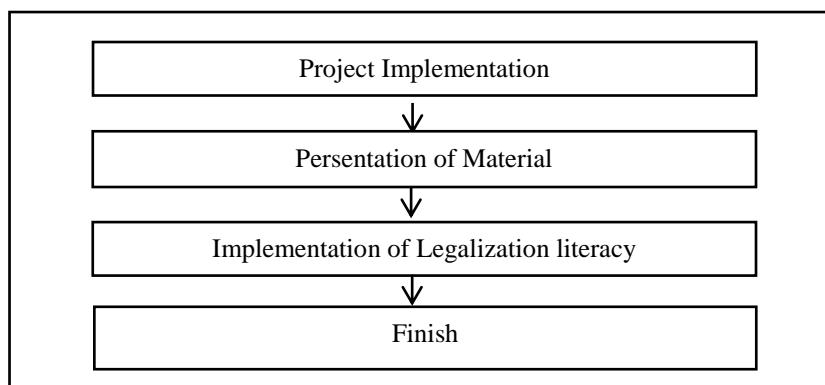 Project Implementation
Persentation of Material
Implementation of Legalization literacy
Finish